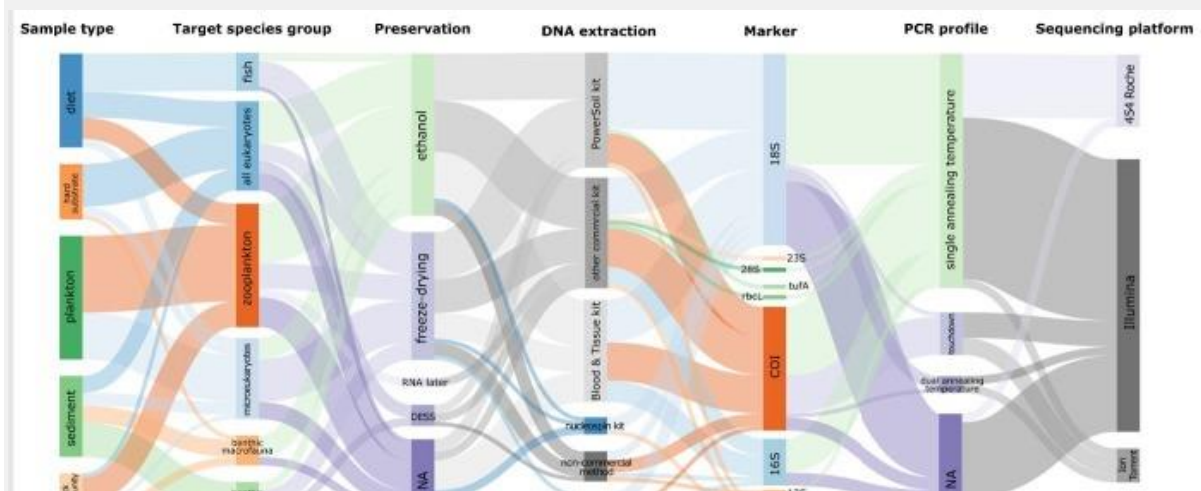 Sample type
Target species group
Preservation
DNA extraction
Marker
PCR profile
Sequencing platform
diet
hard
substrate
plankton
sediment
fish
all eukaryotes
zooplankton
microeukaryotes
benthic
macrofauna
ethanol
freeze-drying
RNA later
DESS
NA
PowerSoil kit
other commrcial kit
Blood & Tissue kit
nucleospin kit
non-commercial
method
18S
23S
28S
tufA
rbcL
COI
16S
single annealing temperature
touchdown
dual annealing
temperature
NA
454 Roche
Illumina
Ion
Torrent